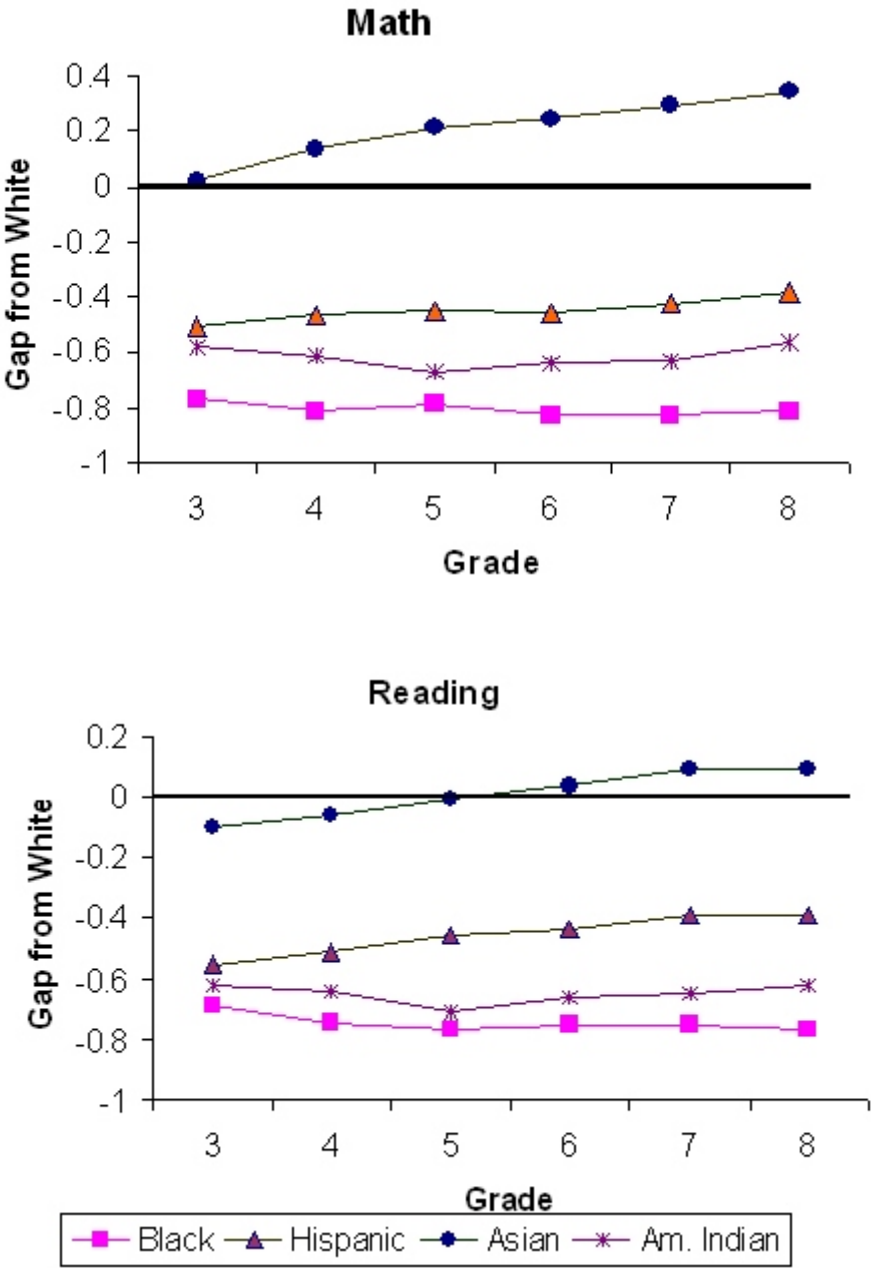 Math
Gap from White
0.4
0.2
0
-0.2
-0.4
-0.6
-0.8
-1
3 4 5 6 7 8
Grade
Reading
Gap from White
0.2
0
-0.2
-0.4
-0.6
-0.8
-1
3 4 5 6 7 8
Grade
Black Hispanic Asian Am. Indian